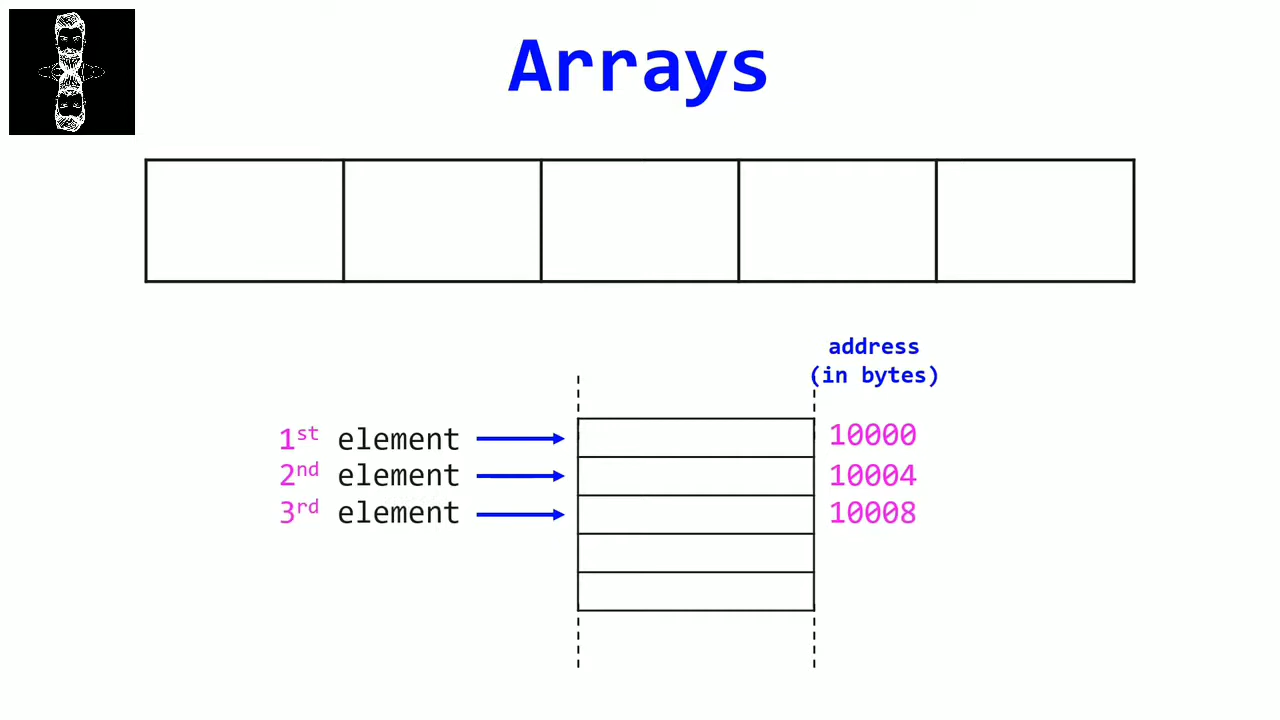 Arrays
address
(in bytes)
1st element 10000
2nd element 10004
3rd element 10008